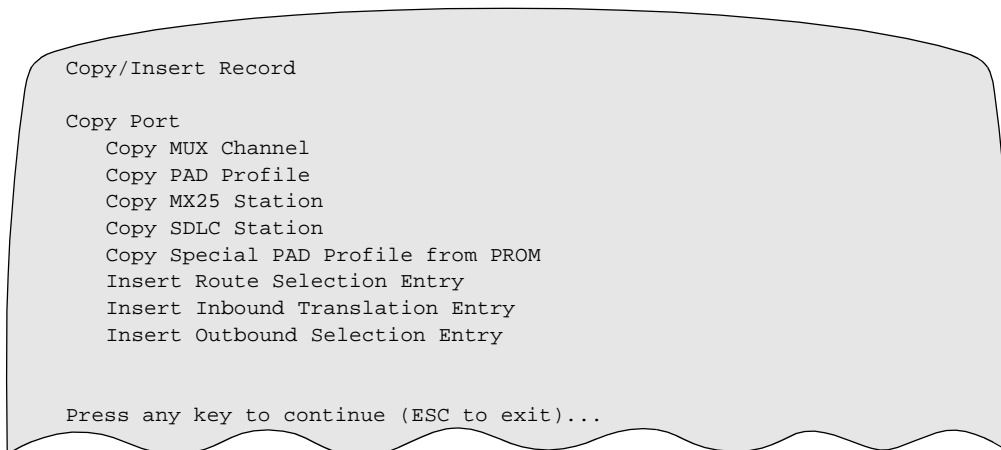 Copy/Insert Record
Copy Port
Copy MUX Channel
Copy PAD Profile
Copy MX25 Station
Copy SDLC Station
Copy Special PAD Profile from PROM
Insert Route Selection Entry
Insert Inbound Translation Entry
Insert Outbound Selection Entry
Press any key to continue (ESC to exit)...